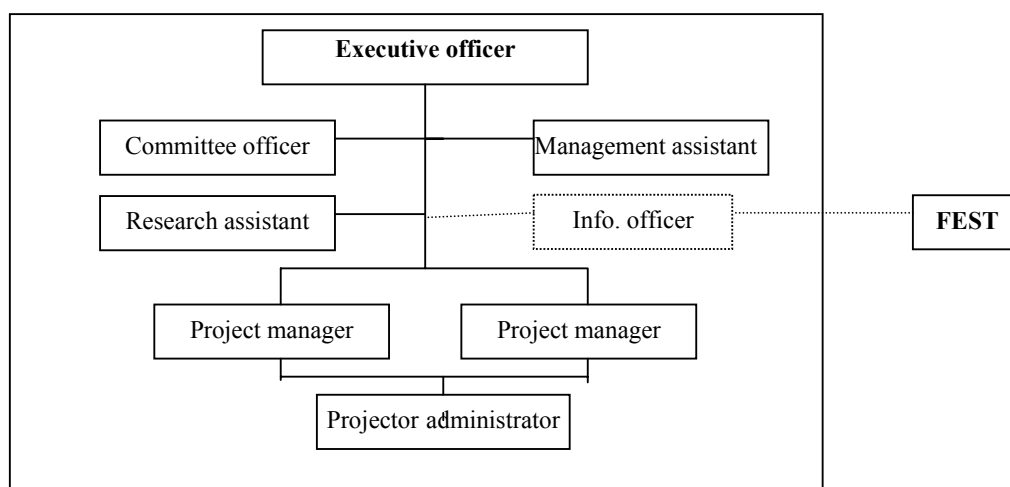 Executive officer
Committee officer
Management assistant
Research assistant
Info. officer
FEST
Project manager
Project manager
Projector administrator